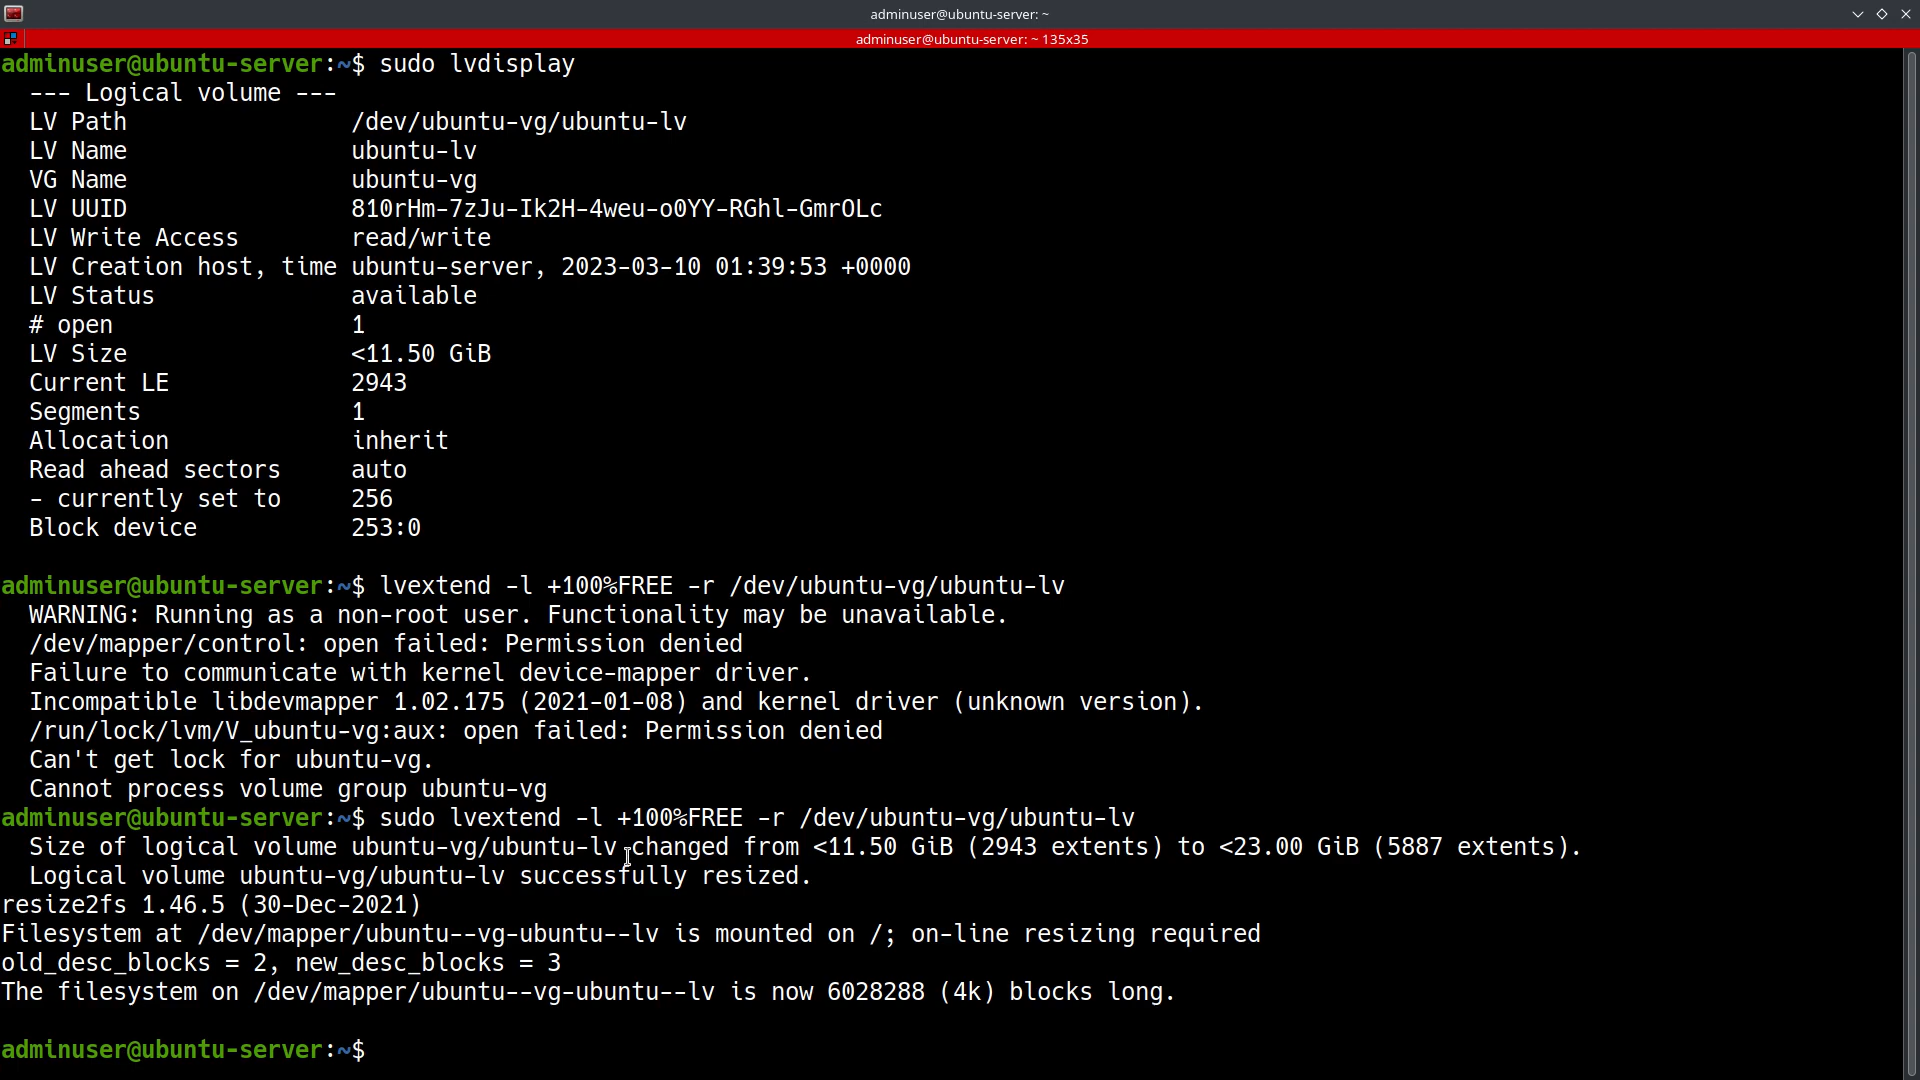 adminuser@ubuntu-server: ~
adminuser@ubuntu-server: ~ 135x35
adminuser@ubuntu-server:~$ sudo lvdisplay
  --- Logical volume ---
  LV Path                /dev/ubuntu-vg/ubuntu-lv
  LV Name                ubuntu-lv
  VG Name                ubuntu-vg
  LV UUID                810rHm-7zJu-Ik2H-4weu-o0YY-RGhl-GmrOLc
  LV Write Access        read/write
  LV Creation host, time ubuntu-server, 2023-03-10 01:39:53 +0000
  LV Status              available
  # open                 1
  LV Size                <11.50 GiB
  Current LE             2943
  Segments               1
  Allocation             inherit
  Read ahead sectors     auto
  - currently set to     256
  Block device           253:0
adminuser@ubuntu-server:~$ lvextend -l +100%FREE -r /dev/ubuntu-vg/ubuntu-lv
  WARNING: Running as a non-root user. Functionality may be unavailable.
  /dev/mapper/control: open failed: Permission denied
  Failure to communicate with kernel device-mapper driver.
  Incompatible libdevmapper 1.02.175 (2021-01-08) and kernel driver (unknown version).
  /run/lock/lvm/V_ubuntu-vg:aux: open failed: Permission denied
  Can't get lock for ubuntu-vg.
  Cannot process volume group ubuntu-vg
adminuser@ubuntu-server:~$ sudo lvextend -l +100%FREE -r /dev/ubuntu-vg/ubuntu-lv
  Size of logical volume ubuntu-vg/ubuntu-lv changed from <11.50 GiB (2943 extents) to <23.00 GiB (5887 extents).
  Logical volume ubuntu-vg/ubuntu-lv successfully resized.
resize2fs 1.46.5 (30-Dec-2021)
Filesystem at /dev/mapper/ubuntu--vg-ubuntu--lv is mounted on /; on-line resizing required
old_desc_blocks = 2, new_desc_blocks = 3
The filesystem on /dev/mapper/ubuntu--vg-ubuntu--lv is now 6028288 (4k) blocks long.
adminuser@ubuntu-server:~$